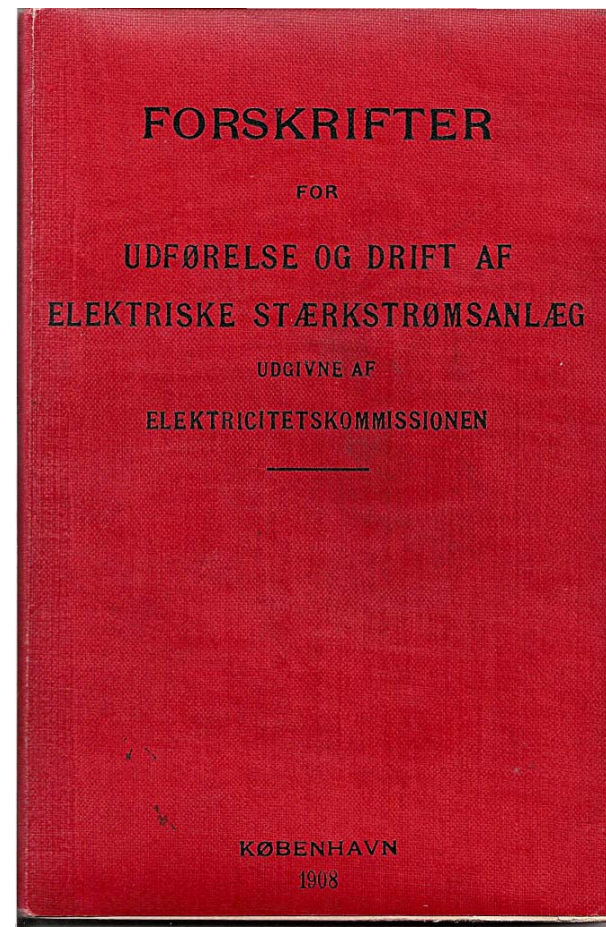 FORSKRIFTER
FOR
UDFØRELSE OG DRIFT AF
ELEKTRISKE STÆRKSTRØMSANLÆG
UDGIVNE AF
ELEKTRICITETSKOMMISSIONEN
KØBENHAVN
1908